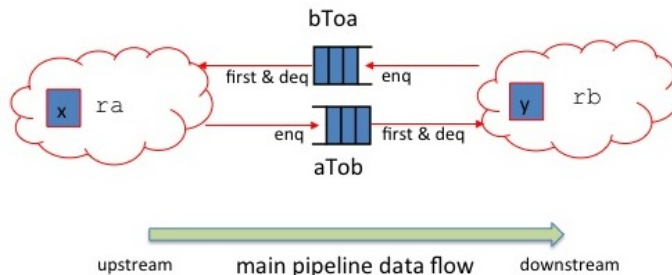 bToa
first & deq
enq
x
ra
y
rb
enq
first & deq
aTob
upstream
main pipeline data flow
downstream